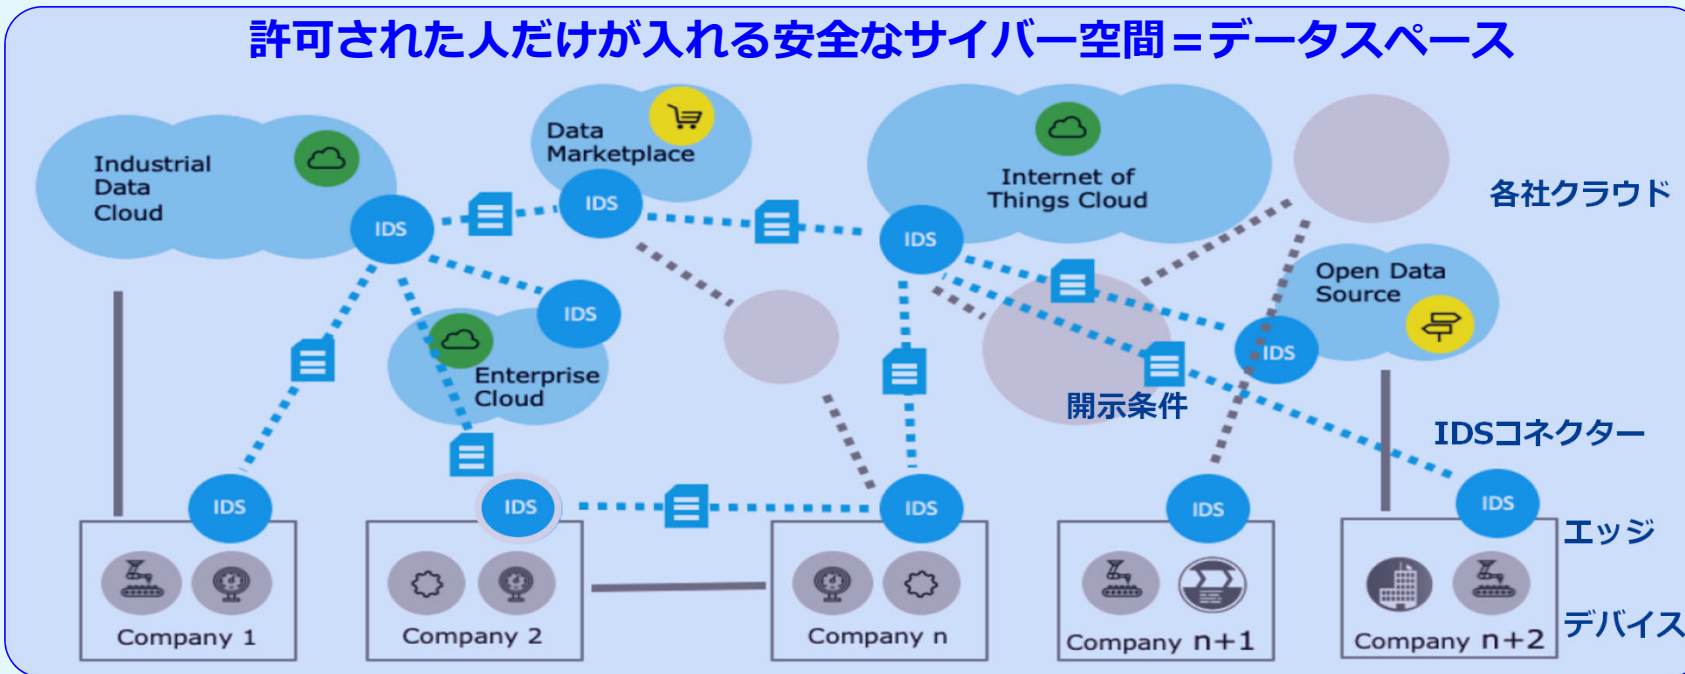 許可された人だけが入れる安全なサイバー空間＝データスペース
Industrial
Data
Cloud
IDS
Data
Marketplace
IDS
Internet of
Things Cloud
IDS
各社クラウド
Open Data
Source
IDS
Enterprise
Cloud
IDS
開示条件
IDSコネクター
IDS
IDS
IDS
IDS
IDS
エッジ
Company 1
Company 2
Company n
Company n+1
Company n+2
デバイス